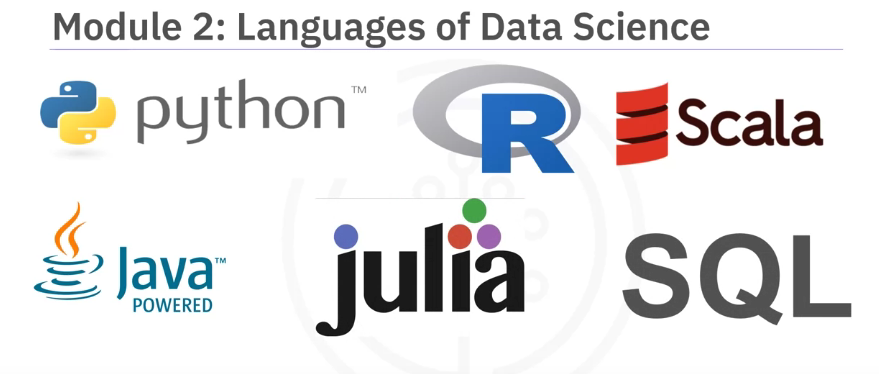 Module 2: Languages of Data Science
python™
R
Scala
Java™
POWERED
julia
SQL